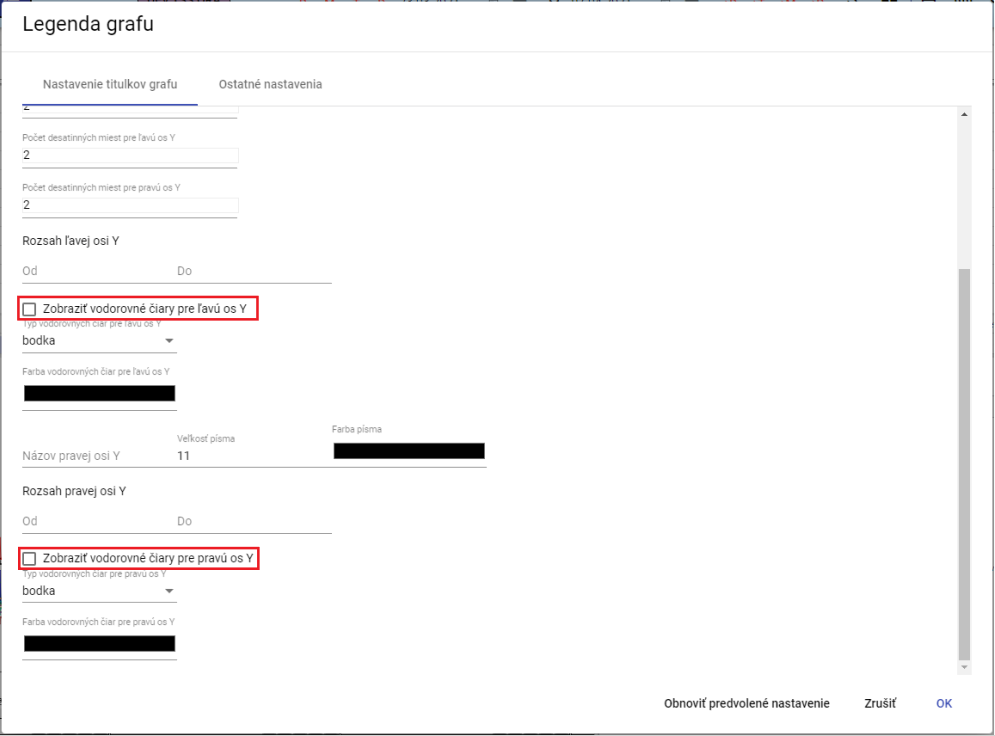 Legenda grafu
Nastavenie titulkov grafu Ostatné nastavenia
2
Počet desatinných miest pre ľavú os Y
2
Počet desatinných miest pre pravú os Y
2
Rozsah ľavej osi Y
Od Do
Zobraziť vodorovné čiary pre ľavú os Y
Typ vodorovných čiar pre ľavú os Y
bodka
Farba vodorovných čiar pre ľavú os Y
Názov pravej osi Y Veľkosť písma 11 Farba písma
Rozsah pravej osi Y
Od Do
Zobraziť vodorovné čiary pre pravú os Y
Typ vodorovných čiar pre pravú os Y
bodka
Farba vodorovných čiar pre pravú os Y
Obnoviť predvolené nastavenie Zrušiť OK